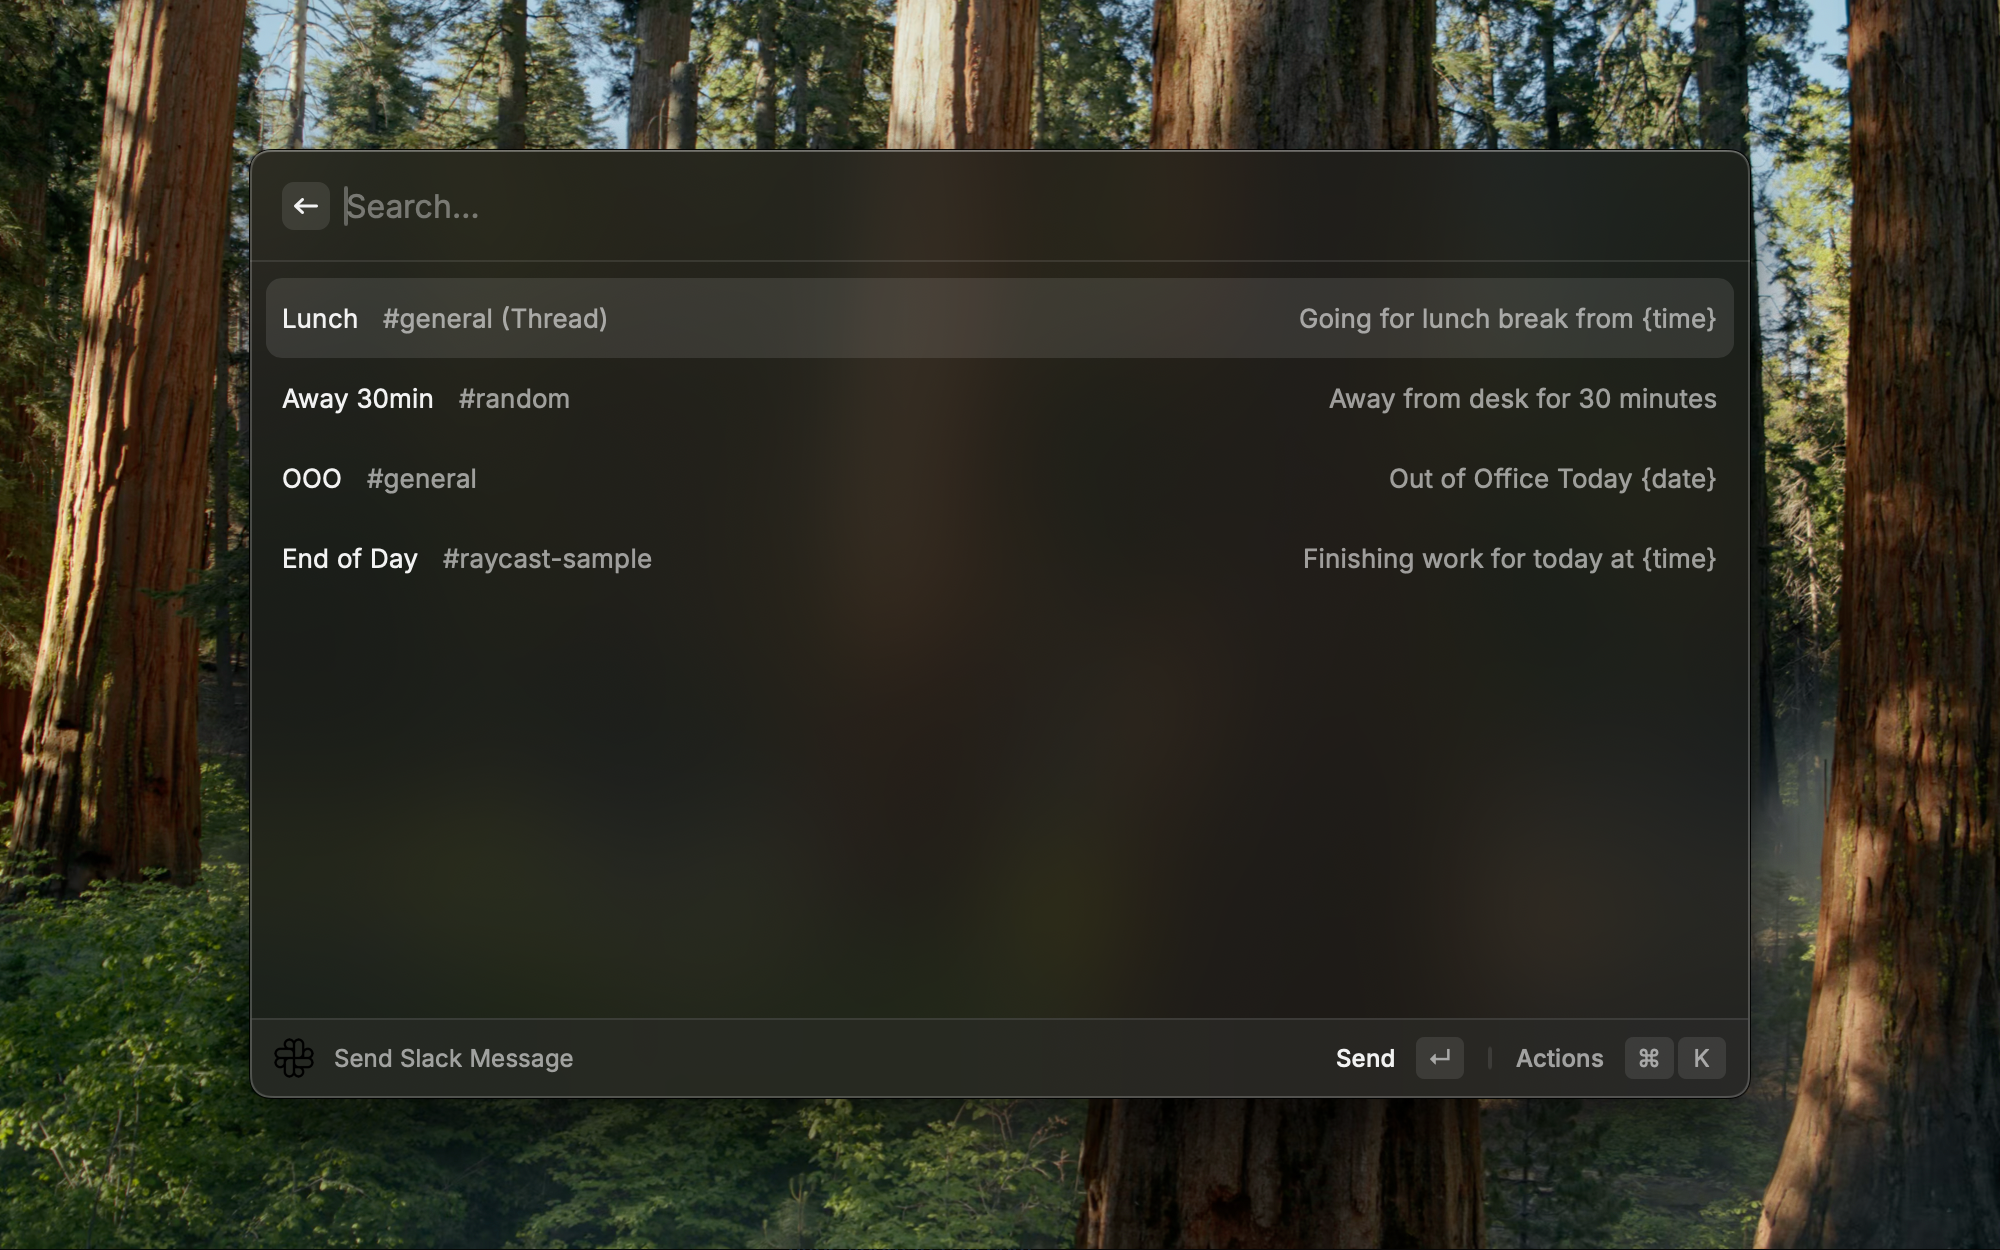 Search...
Lunch #general (Thread) Going for lunch break from {time}
Away 30min #random Away from desk for 30 minutes
OOO #general Out of Office Today {date}
End of Day #raycast-sample Finishing work for today at {time}
Send Slack Message Send ↵ Actions ⌘ K